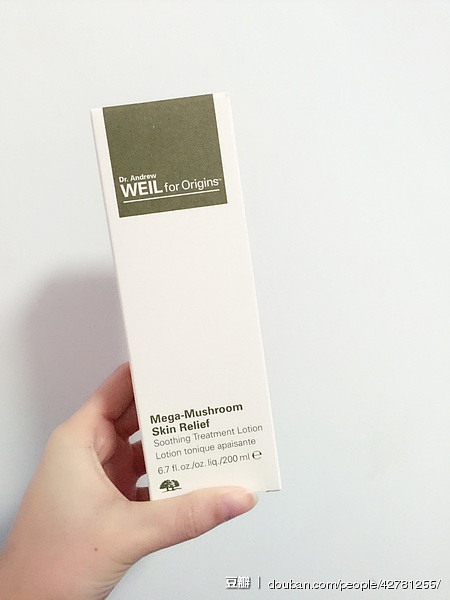 Dr. Andrew
WEIL for Origins™
Mega-Mushroom
Skin Relief
Soothing Treatment Lotion
Lotion tonique apaisante
6.7 fl.oz./oz. liq./200 ml ℮
豆瓣 | douban.com/people/42781255/